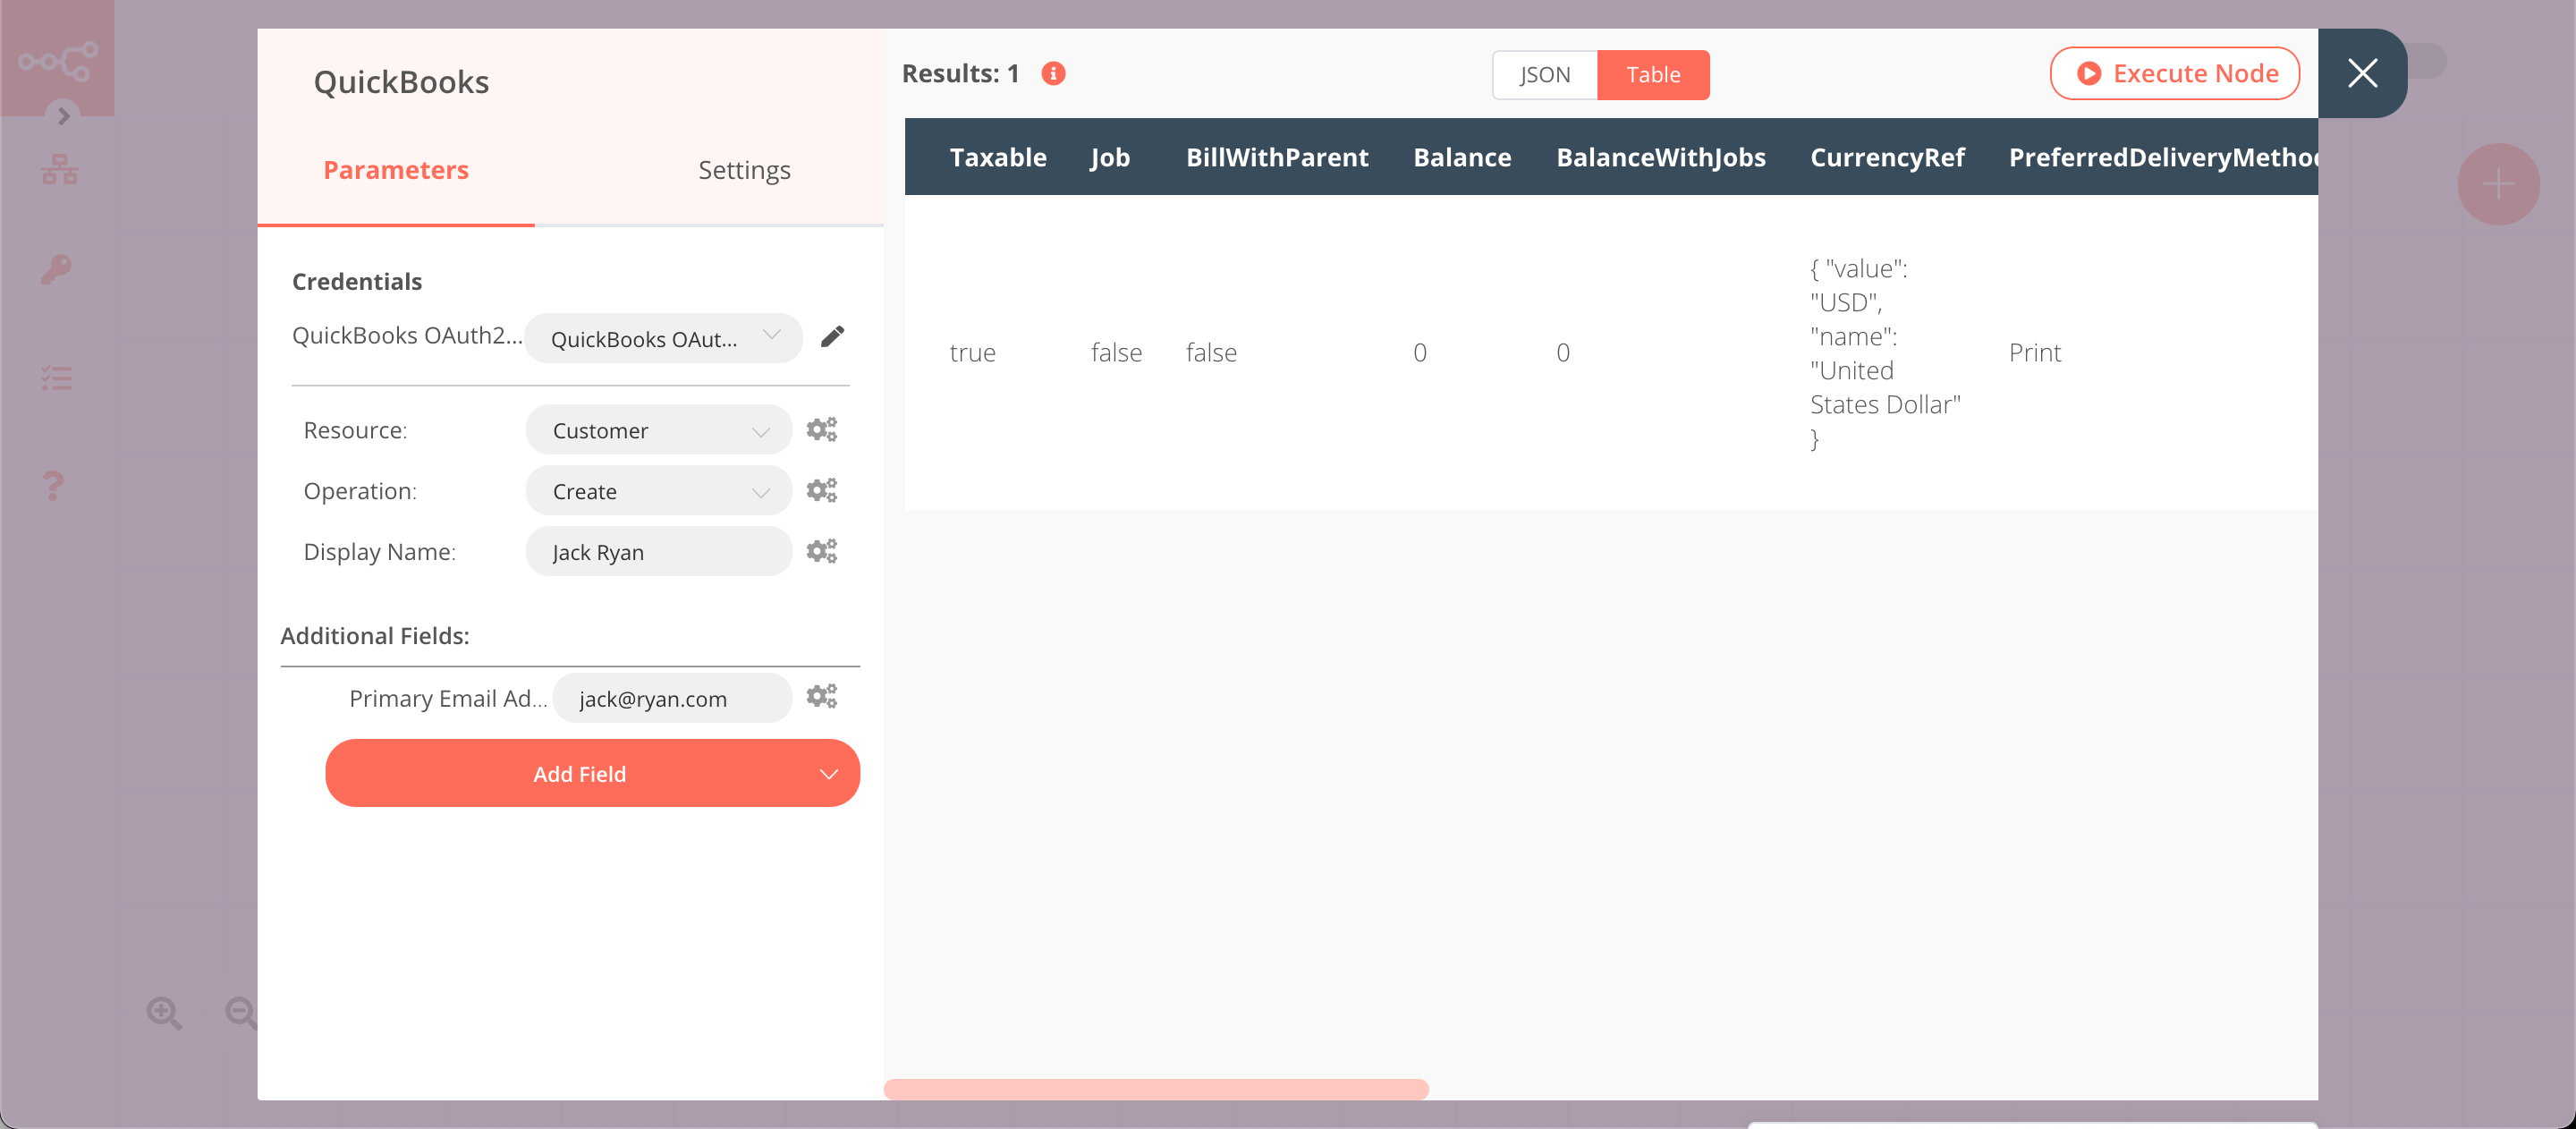 QuickBooks
Parameters
Settings
Credentials
QuickBooks OAuth2...
QuickBooks OAut...
Resource:
Customer
Operation:
Create
Display Name:
Jack Ryan
Additional Fields:
Primary Email Ad...
jack@ryan.com
Add Field
Results: 1
JSON
Table
Execute Node
Taxable Job BillWithParent Balance BalanceWithJobs CurrencyRef PreferredDeliveryMethod
true false false 0 0
{ "value":
"USD",
"name":
"United
States Dollar"
}
Print